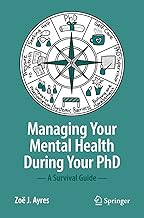 Managing Your
Mental Health
During Your PhD
— A Survival Guide —
Zoë J. Ayres
Springer